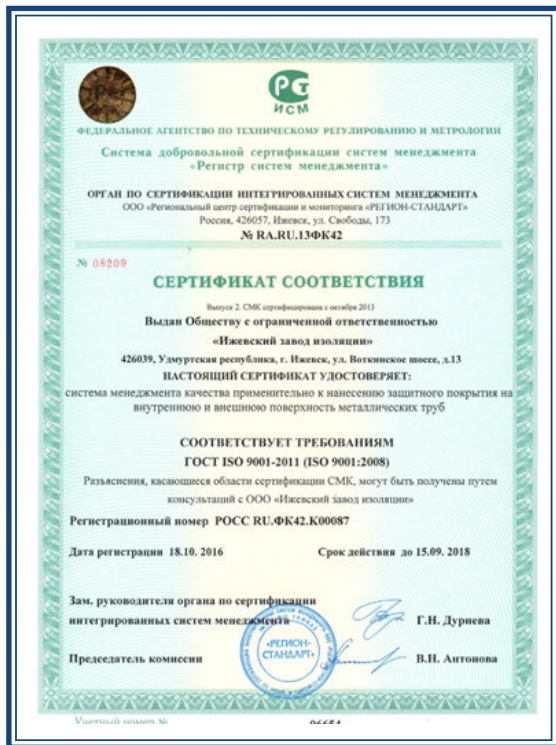 РСТ
ИСМ
ФЕДЕРАЛЬНОЕ АГЕНТСТВО ПО ТЕХНИЧЕСКОМУ РЕГУЛИРОВАНИЮ И МЕТРОЛОГИИ
Система добровольной сертификации систем менеджмента
«Регистр систем менеджмента»
ОРГАН ПО СЕРТИФИКАЦИИ ИНТЕГРИРОВАННЫХ СИСТЕМ МЕНЕДЖМЕНТА
ООО «Региональный центр сертификации и мониторинга «РЕГИОН-СТАНДАРТ»
Россия, 426057, Ижевск, ул. Свободы, 173
№ RA.RU.13ФК42
№ 08209
СЕРТИФИКАТ СООТВЕТСТВИЯ
Выпуск 2. СМК сертифицирована с октября 2013
Выдан Обществу с ограниченной ответственностью
«Ижевский завод изоляции»
426039, Удмуртская республика, г. Ижевск, ул. Воткинское шоссе, д.13
НАСТОЯЩИЙ СЕРТИФИКАТ УДОСТОВЕРЯЕТ:
система менеджмента качества применительно к нанесению защитного покрытия на
внутреннюю и внешнюю поверхность металлических труб
СООТВЕТСТВУЕТ ТРЕБОВАНИЯМ
ГОСТ ISO 9001-2011 (ISO 9001:2008)
Разъяснения, касающиеся области сертификации СМК, могут быть получены путем
консультаций с ООО «Ижевский завод изоляции»
Регистрационный номер РОСС RU.ФК42.К00087
Дата регистрации 18.10. 2016 Срок действия до 15.09. 2018
Зам. руководителя органа по сертификации
интегрированных систем менеджмента Г.Н. Дурнева
«РЕГИОН-
СТАНДАРТ»
Председатель комиссии В.Н. Антонова
Учетный номер № 06654